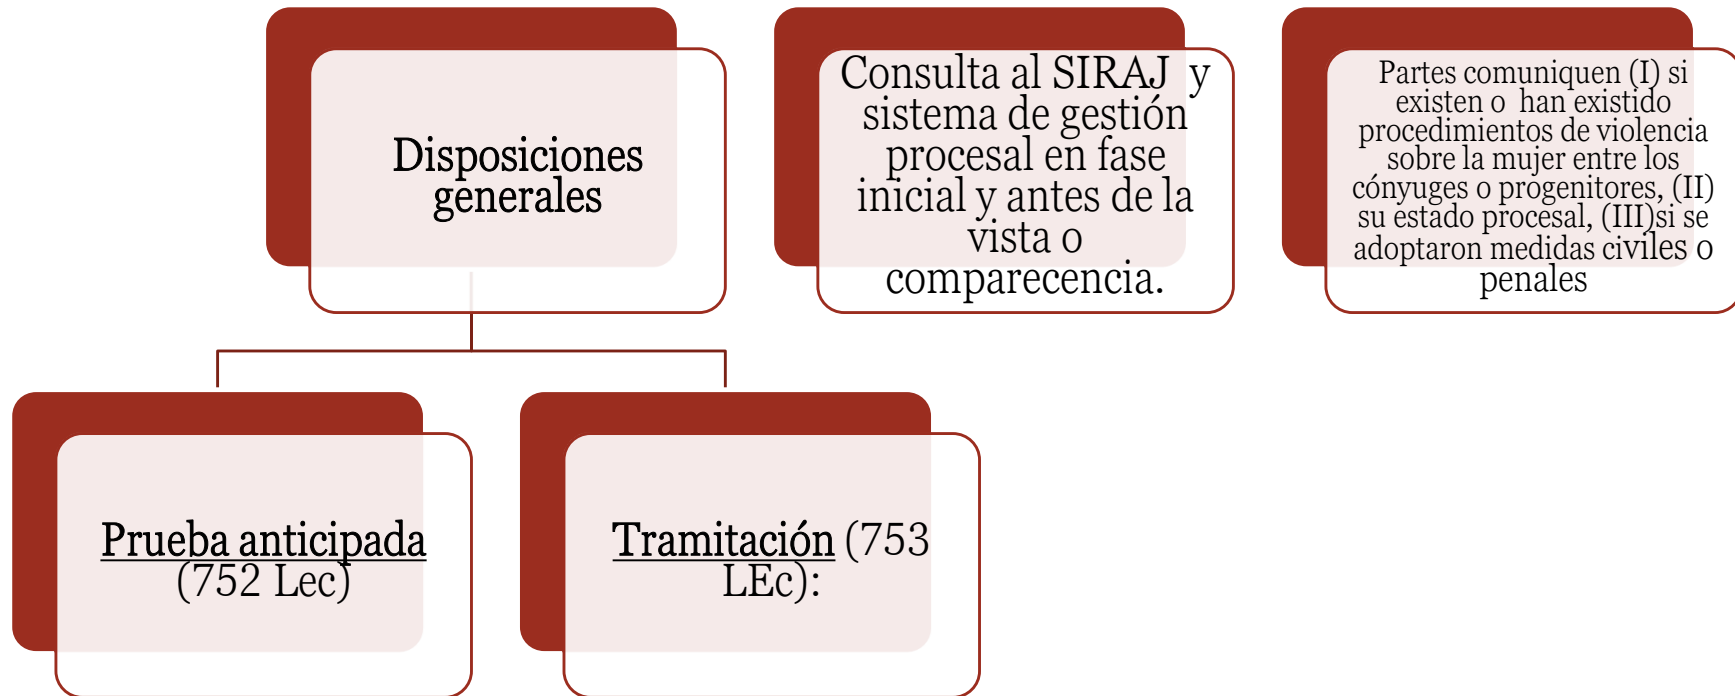 Disposiciones
generales
Consulta al SIRAJ y
sistema de gestión
procesal en fase
inicial y antes de la
vista o
comparecencia.
Partes comuniquen (I) si
existen o han existido
procedimientos de violencia
sobre la mujer entre los
cónyuges o progenitores, (II)
su estado procesal, (III)si se
adoptaron medidas civiles o
penales
Prueba anticipada
(752 Lec)
Tramitación (753
LEc):